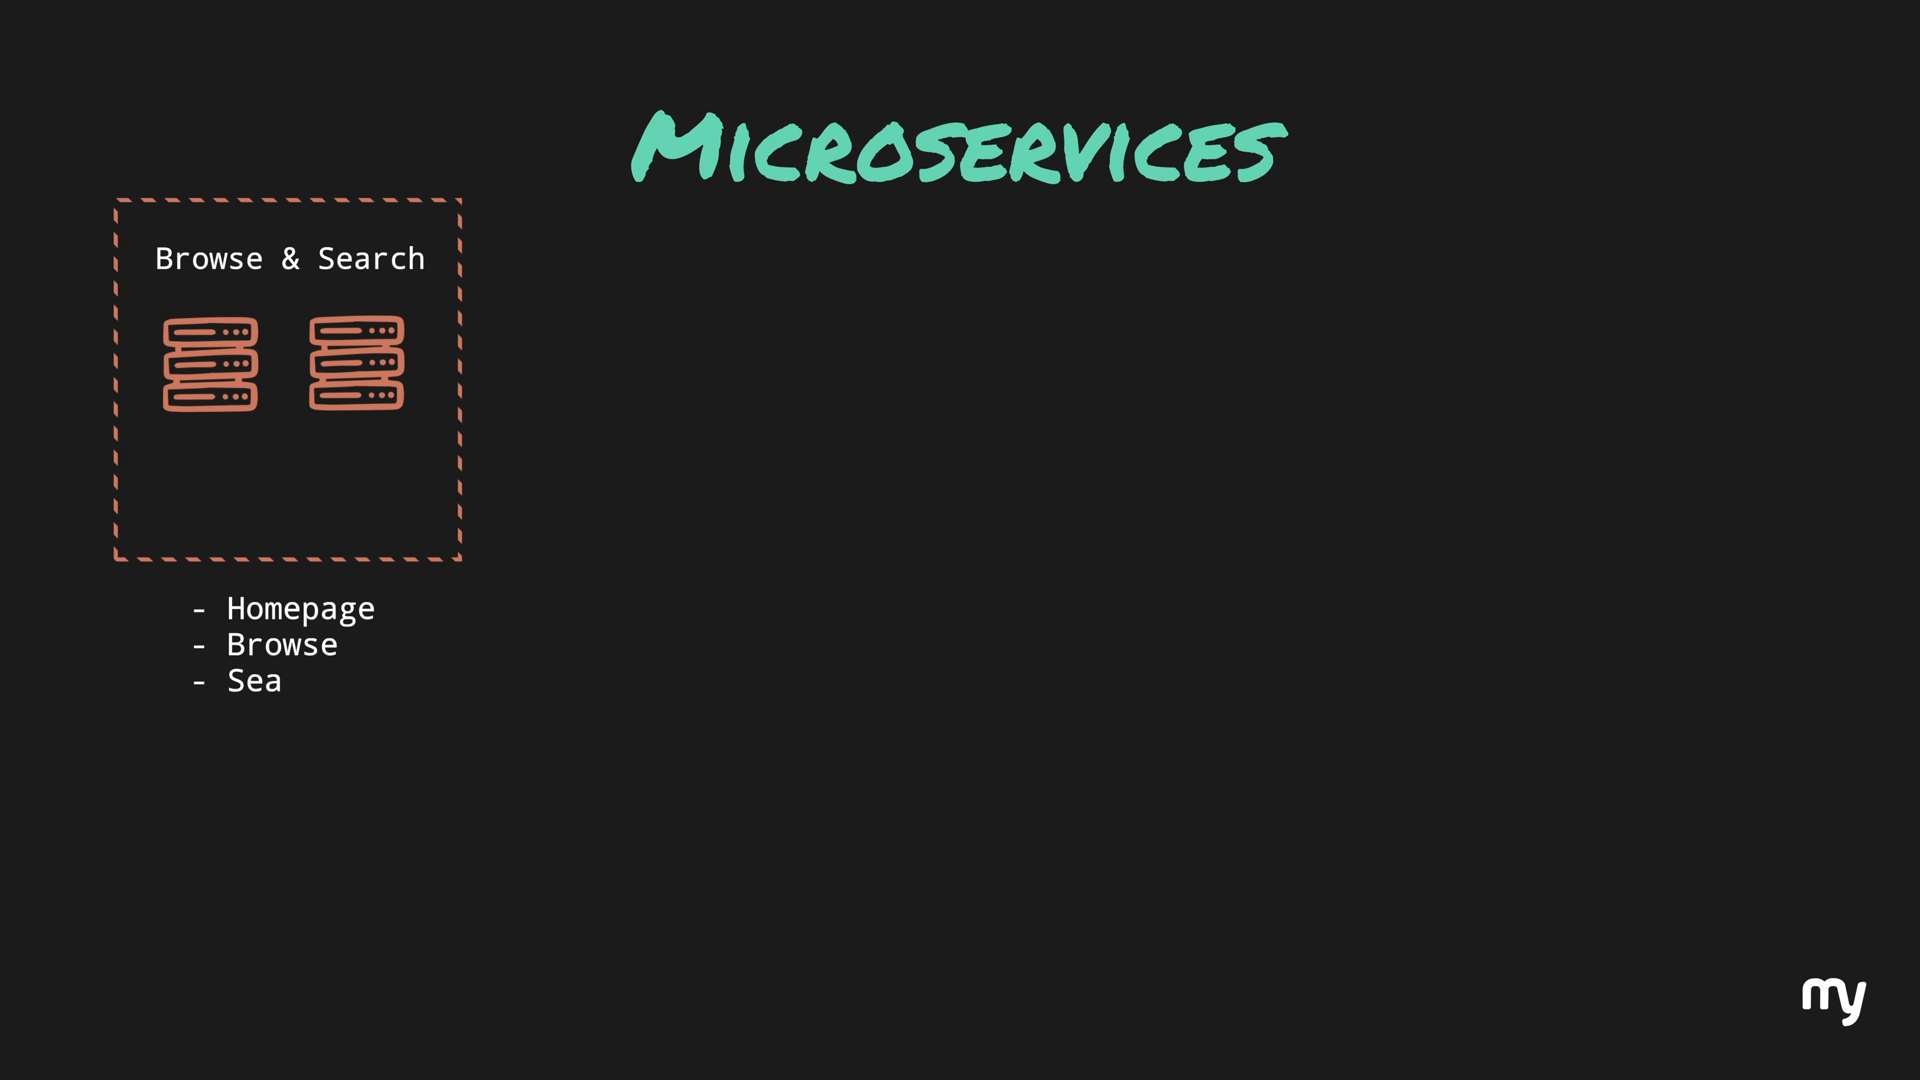 Microservices
Browse & Search
- Homepage
- Browse
- Sea
my